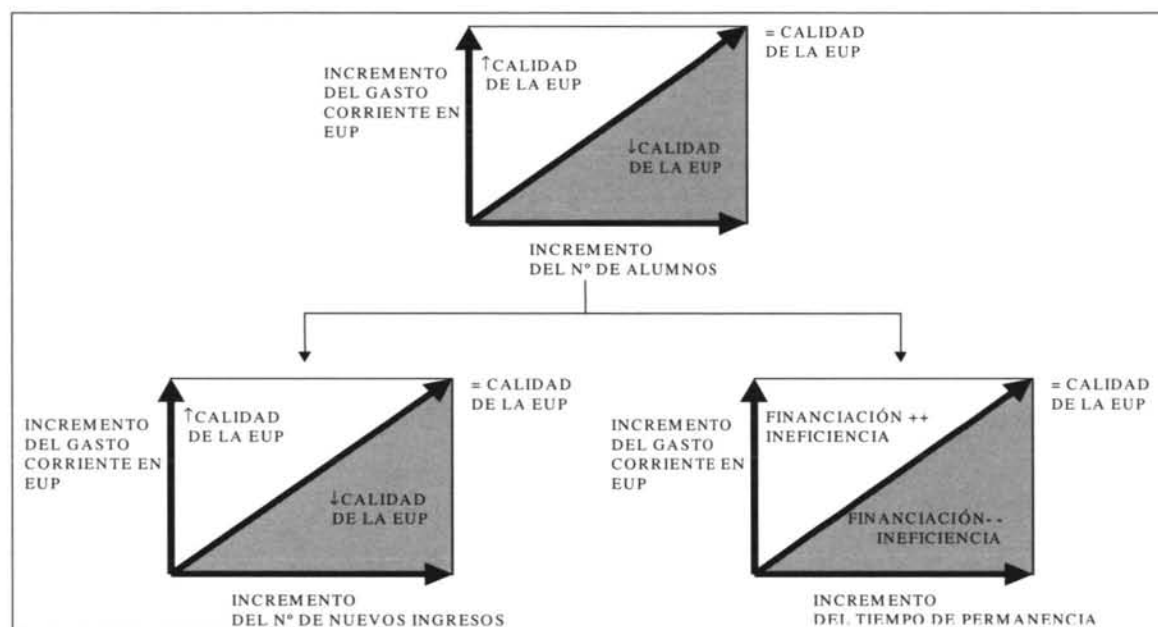 INCREMENTO
DEL GASTO
CORRIENTE EN
EUP
↑CALIDAD
DE LA EUP
↓CALIDAD
DE LA EUP
= CALIDAD
DE LA EUP
INCREMENTO
DEL Nº DE ALUMNOS
INCREMENTO
DEL GASTO
CORRIENTE EN
EUP
↑CALIDAD
DE LA EUP
↓CALIDAD
DE LA EUP
= CALIDAD
DE LA EUP
INCREMENTO
DEL Nº DE NUEVOS INGRESOS
INCREMENTO
DEL GASTO
CORRIENTE EN
EUP
FINANCIACIÓN ++
INEFICIENCIA
FINANCIACIÓN- -
INEFICIENCIA
= CALIDAD
DE LA EUP
INCREMENTO
DEL TIEMPO DE PERMANENCIA